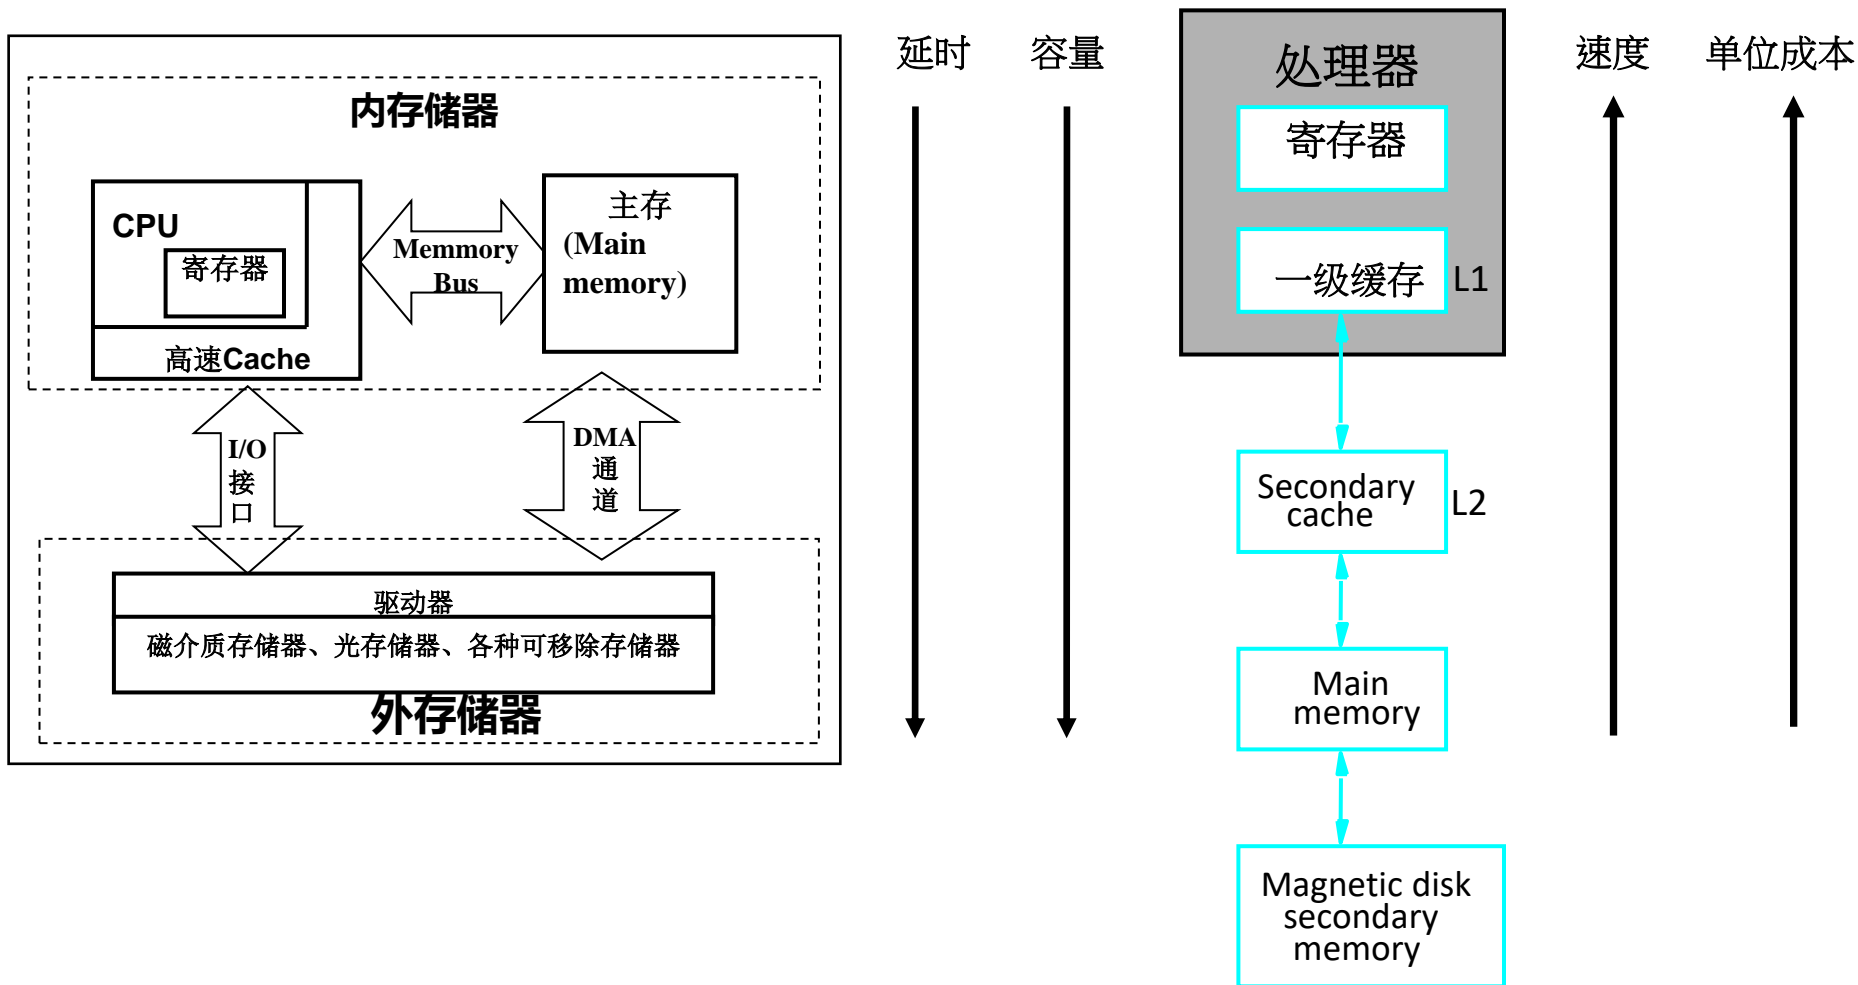 内存储器
CPU
寄存器
高速Cache
Memmory
Bus
主存
(Main
memory)
I/O
接
口
DMA
通
道
驱动器
磁介质存储器、光存储器、各种可移除存储器
外存储器
延时
容量
处理器
寄存器
一级缓存
L1
Secondary
cache
L2
Main
memory
Magnetic disk
secondary
memory
速度
单位成本